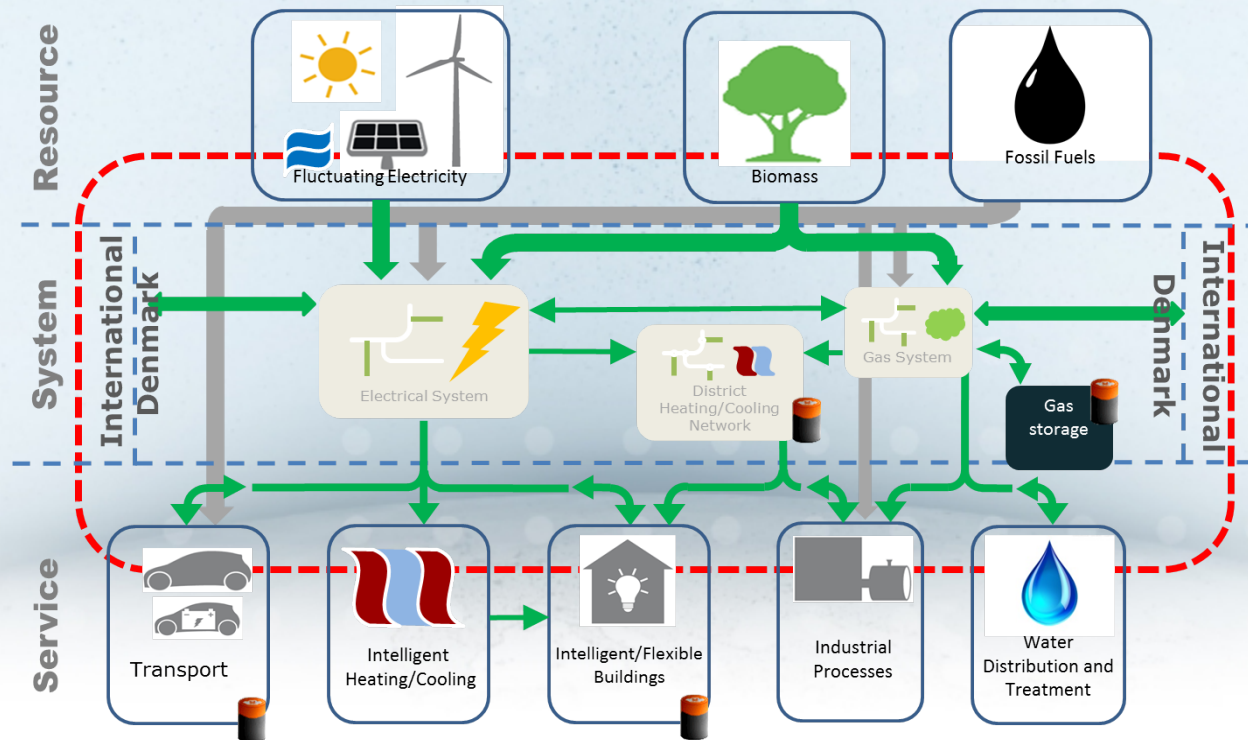 Resource
Fluctuating Electricity
Biomass
Fossil Fuels
System
International
Denmark
Electrical System
District
Heating/Cooling
Network
Gas System
Gas
storage
Denmark
International
Service
Transport
Intelligent
Heating/Cooling
Intelligent/Flexible
Buildings
Industrial
Processes
Water
Distribution and
Treatment